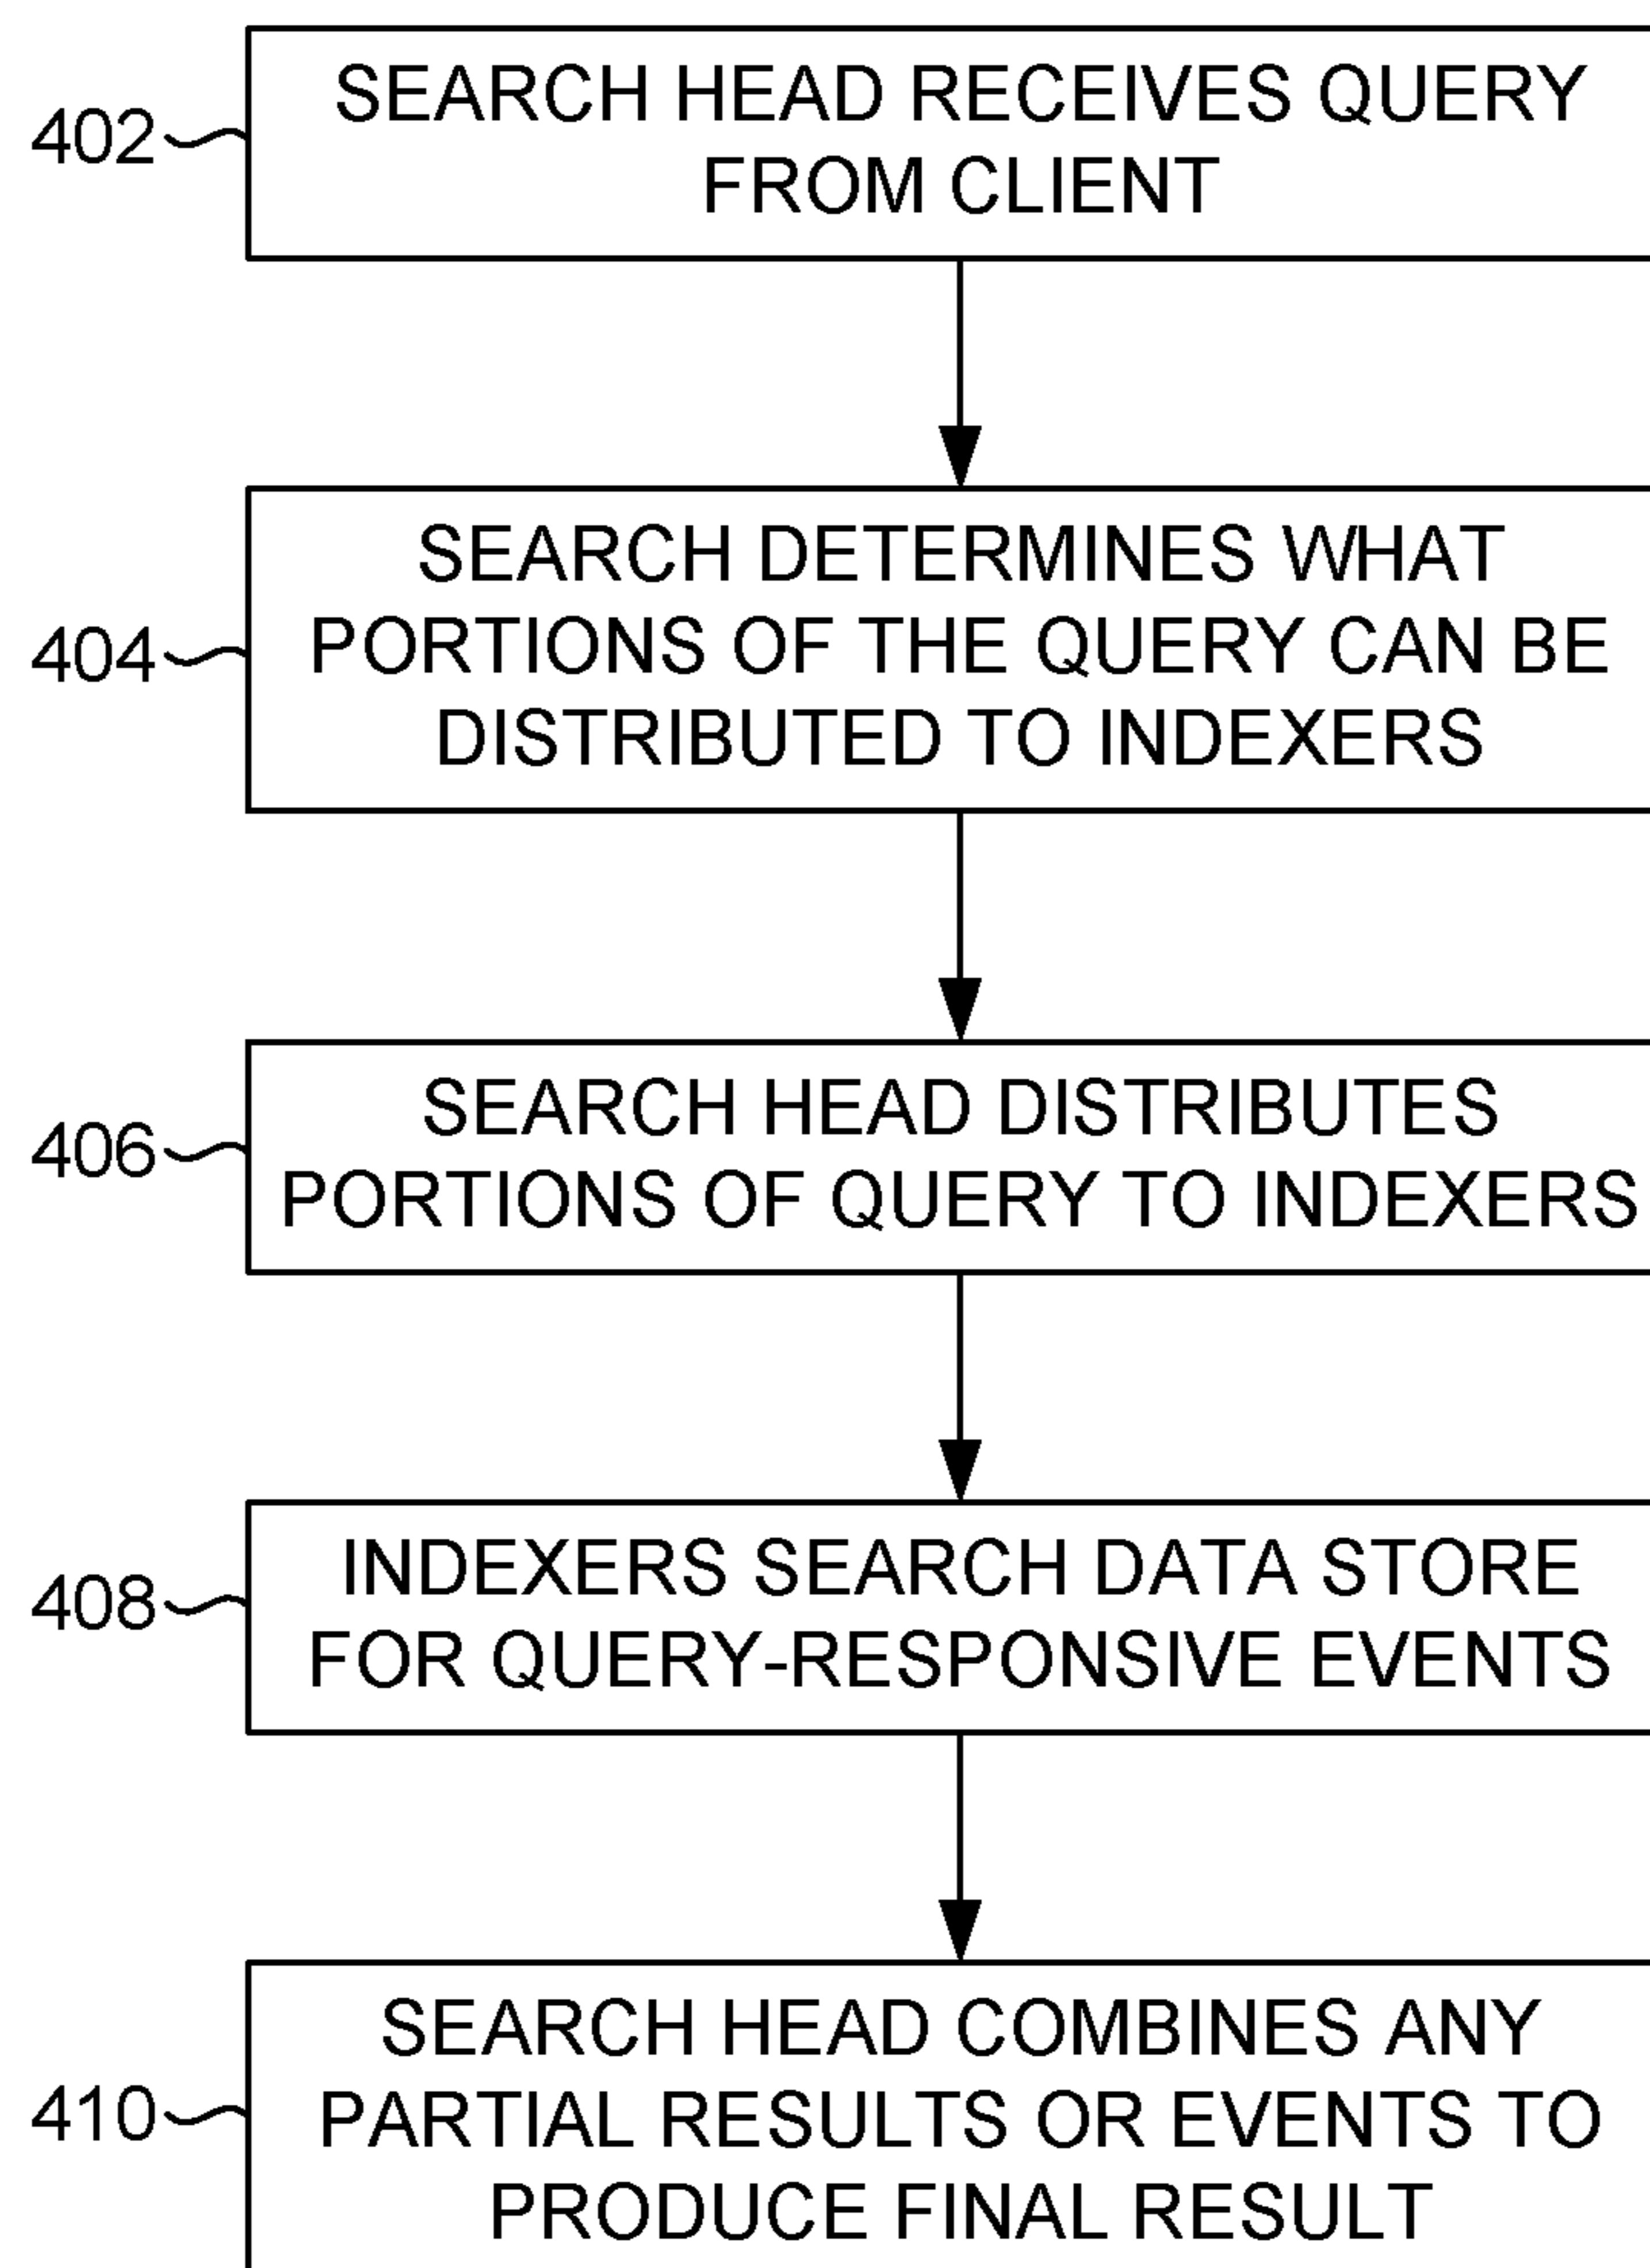 402
SEARCH HEAD RECEIVES QUERY
FROM CLIENT
404
SEARCH DETERMINES WHAT
PORTIONS OF THE QUERY CAN BE
DISTRIBUTED TO INDEXERS
406
SEARCH HEAD DISTRIBUTES
PORTIONS OF QUERY TO INDEXERS
408
INDEXERS SEARCH DATA STORE
FOR QUERY-RESPONSIVE EVENTS
410
SEARCH HEAD COMBINES ANY
PARTIAL RESULTS OR EVENTS TO
PRODUCE FINAL RESULT